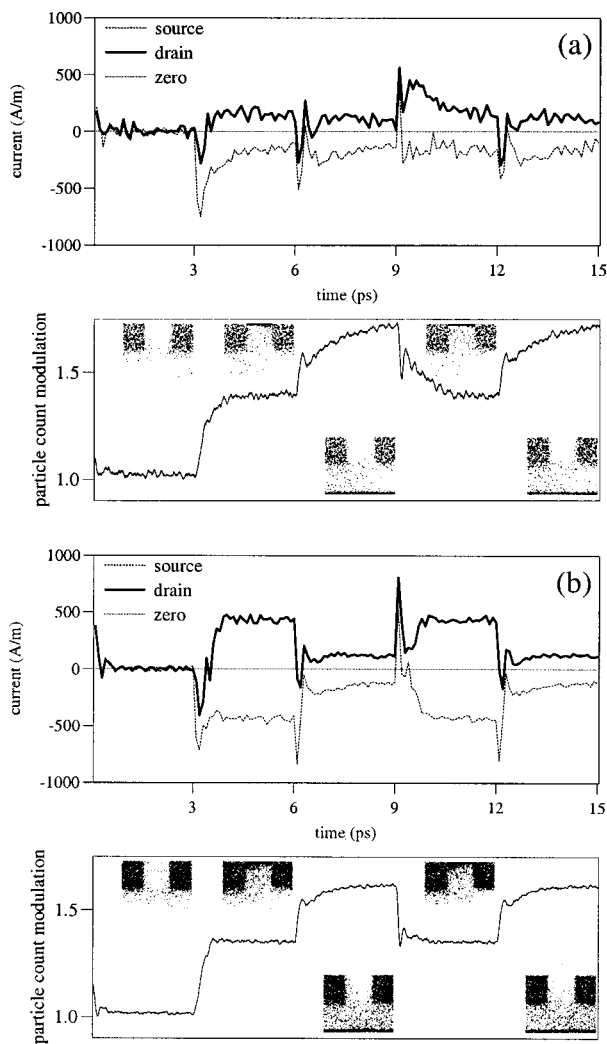 1000
source
drain
zero
(a)
500
0
-500
-1000
current (A/m)
3
6
9
12
15
time (ps)
particle count modulation
1.5
1.0
1000
source
drain
zero
(b)
500
0
-500
-1000
current (A/m)
3
6
9
12
15
time (ps)
particle count modulation
1.5
1.0